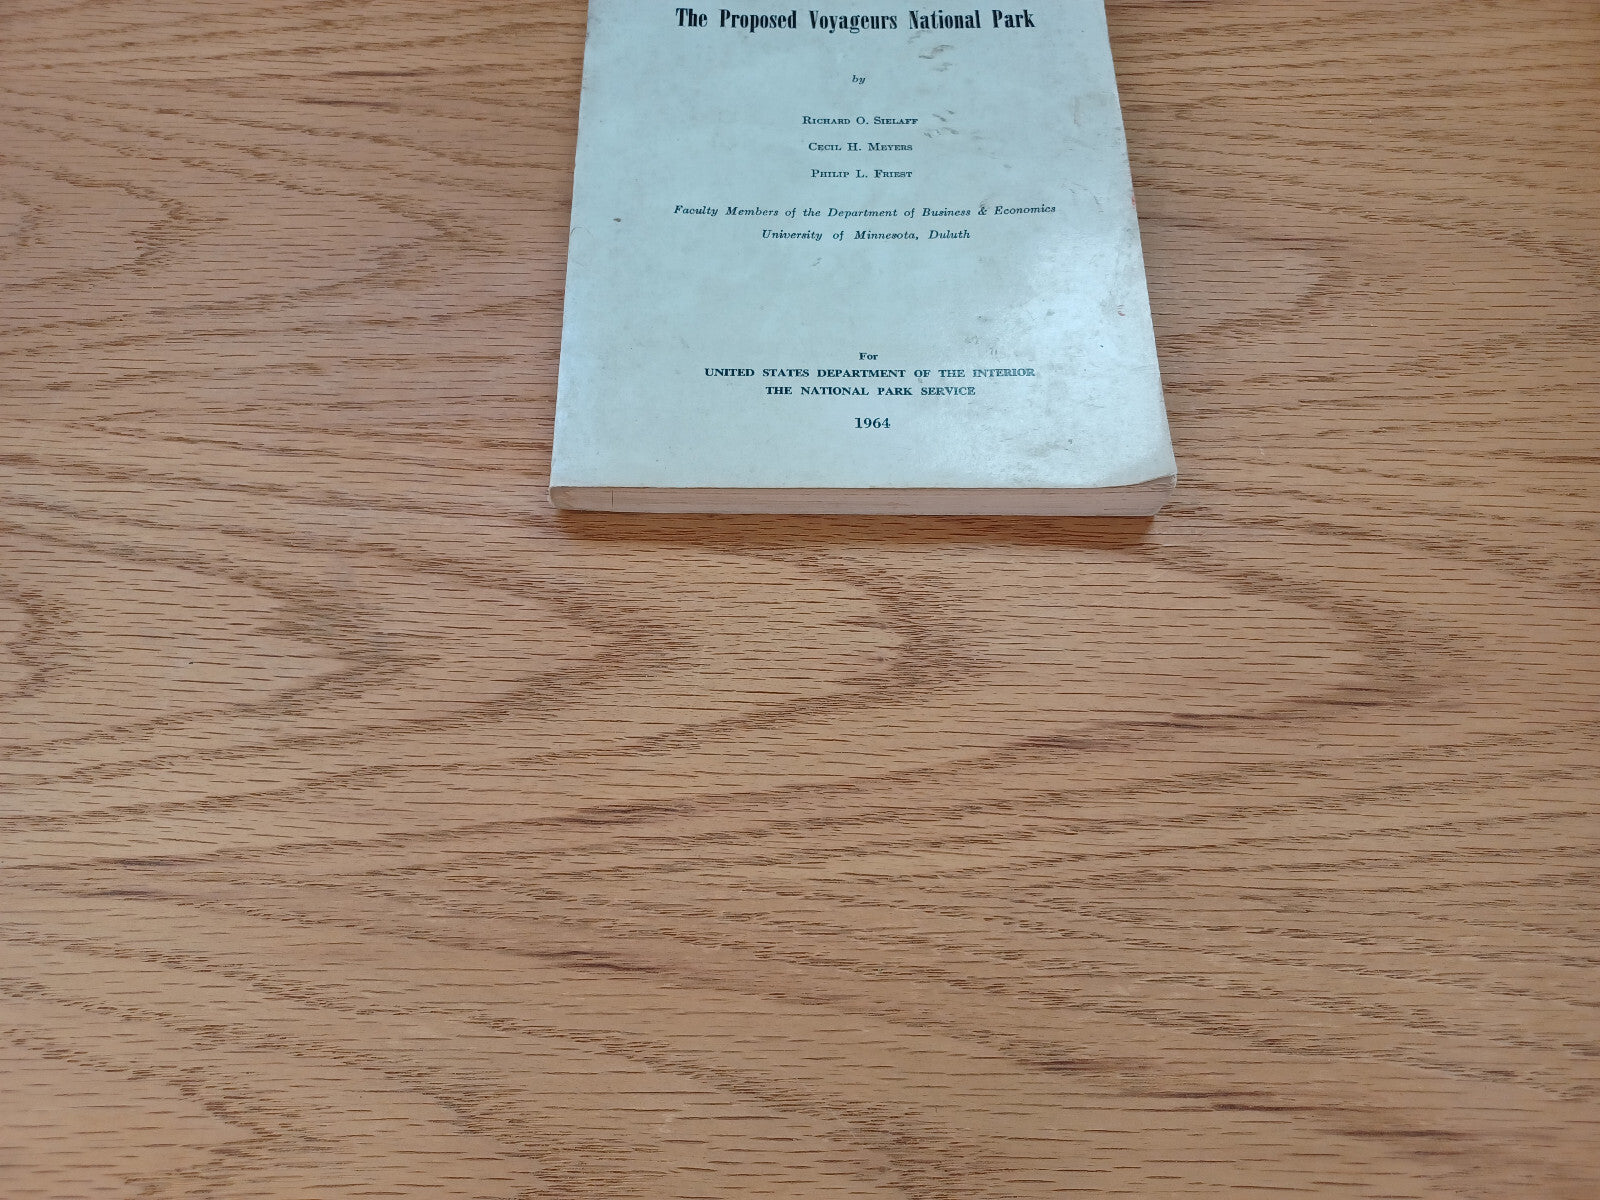 The Proposed Voyageurs National Park
by
Richard O. Sielaff
Cecil H. Meyers
Philip L. Friest
Faculty Members of the Department of Business & Economics
University of Minnesota, Duluth
For
UNITED STATES DEPARTMENT OF THE INTERIOR
THE NATIONAL PARK SERVICE
1964